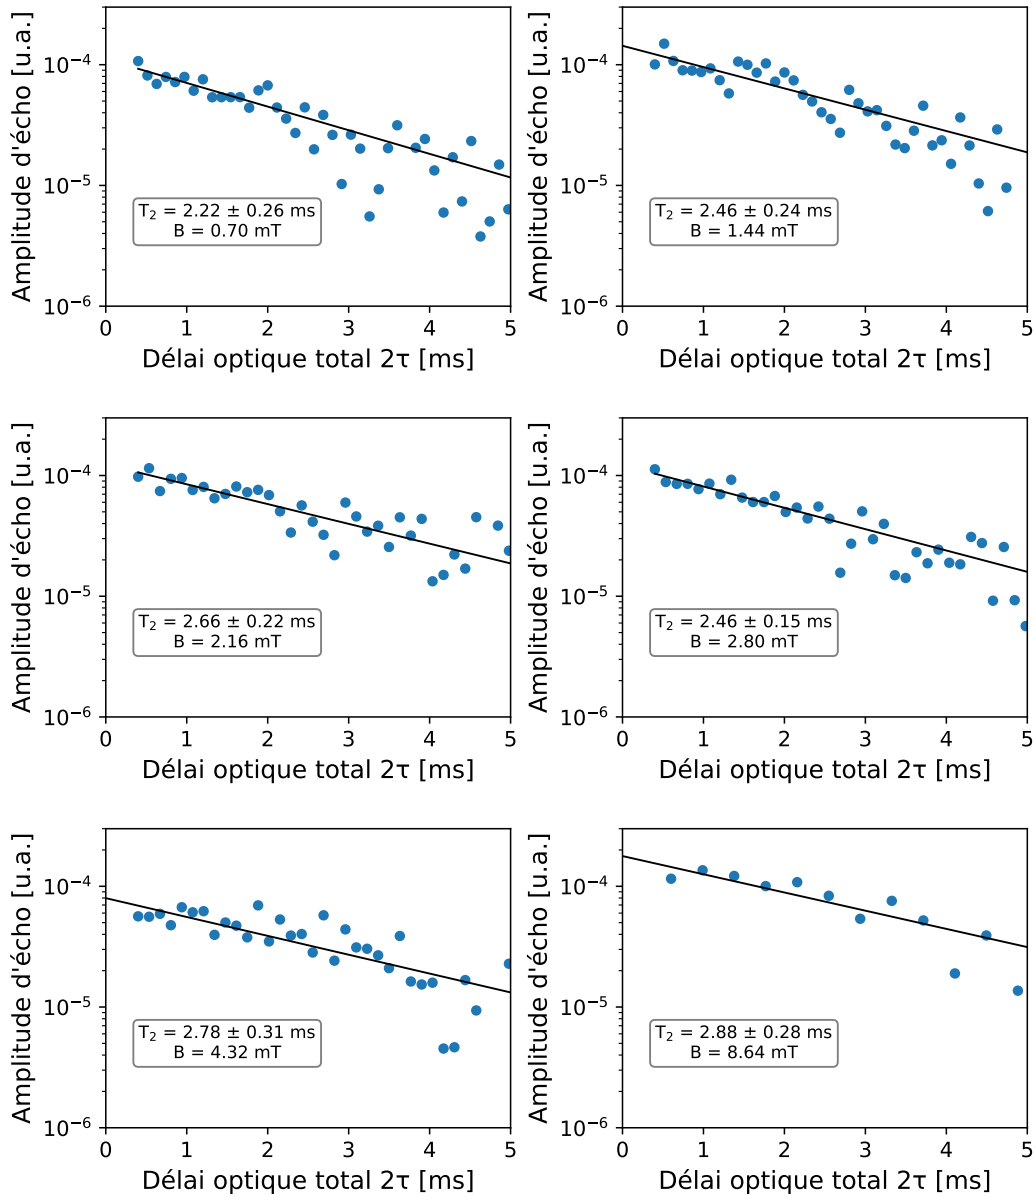 Amplitude d'écho [u.a.]
10⁻⁴
10⁻⁵
10⁻⁶
T₂ = 2.22 ± 0.26 ms
B = 0.70 mT
0 1 2 3 4 5
Délai optique total 2τ [ms]
Amplitude d'écho [u.a.]
10⁻⁴
10⁻⁵
10⁻⁶
T₂ = 2.46 ± 0.24 ms
B = 1.44 mT
0 1 2 3 4 5
Délai optique total 2τ [ms]
Amplitude d'écho [u.a.]
10⁻⁴
10⁻⁵
10⁻⁶
T₂ = 2.66 ± 0.22 ms
B = 2.16 mT
0 1 2 3 4 5
Délai optique total 2τ [ms]
Amplitude d'écho [u.a.]
10⁻⁴
10⁻⁵
10⁻⁶
T₂ = 2.46 ± 0.15 ms
B = 2.80 mT
0 1 2 3 4 5
Délai optique total 2τ [ms]
Amplitude d'écho [u.a.]
10⁻⁴
10⁻⁵
10⁻⁶
T₂ = 2.78 ± 0.31 ms
B = 4.32 mT
0 1 2 3 4 5
Délai optique total 2τ [ms]
Amplitude d'écho [u.a.]
10⁻⁴
10⁻⁵
10⁻⁶
T₂ = 2.88 ± 0.28 ms
B = 8.64 mT
0 1 2 3 4 5
Délai optique total 2τ [ms]